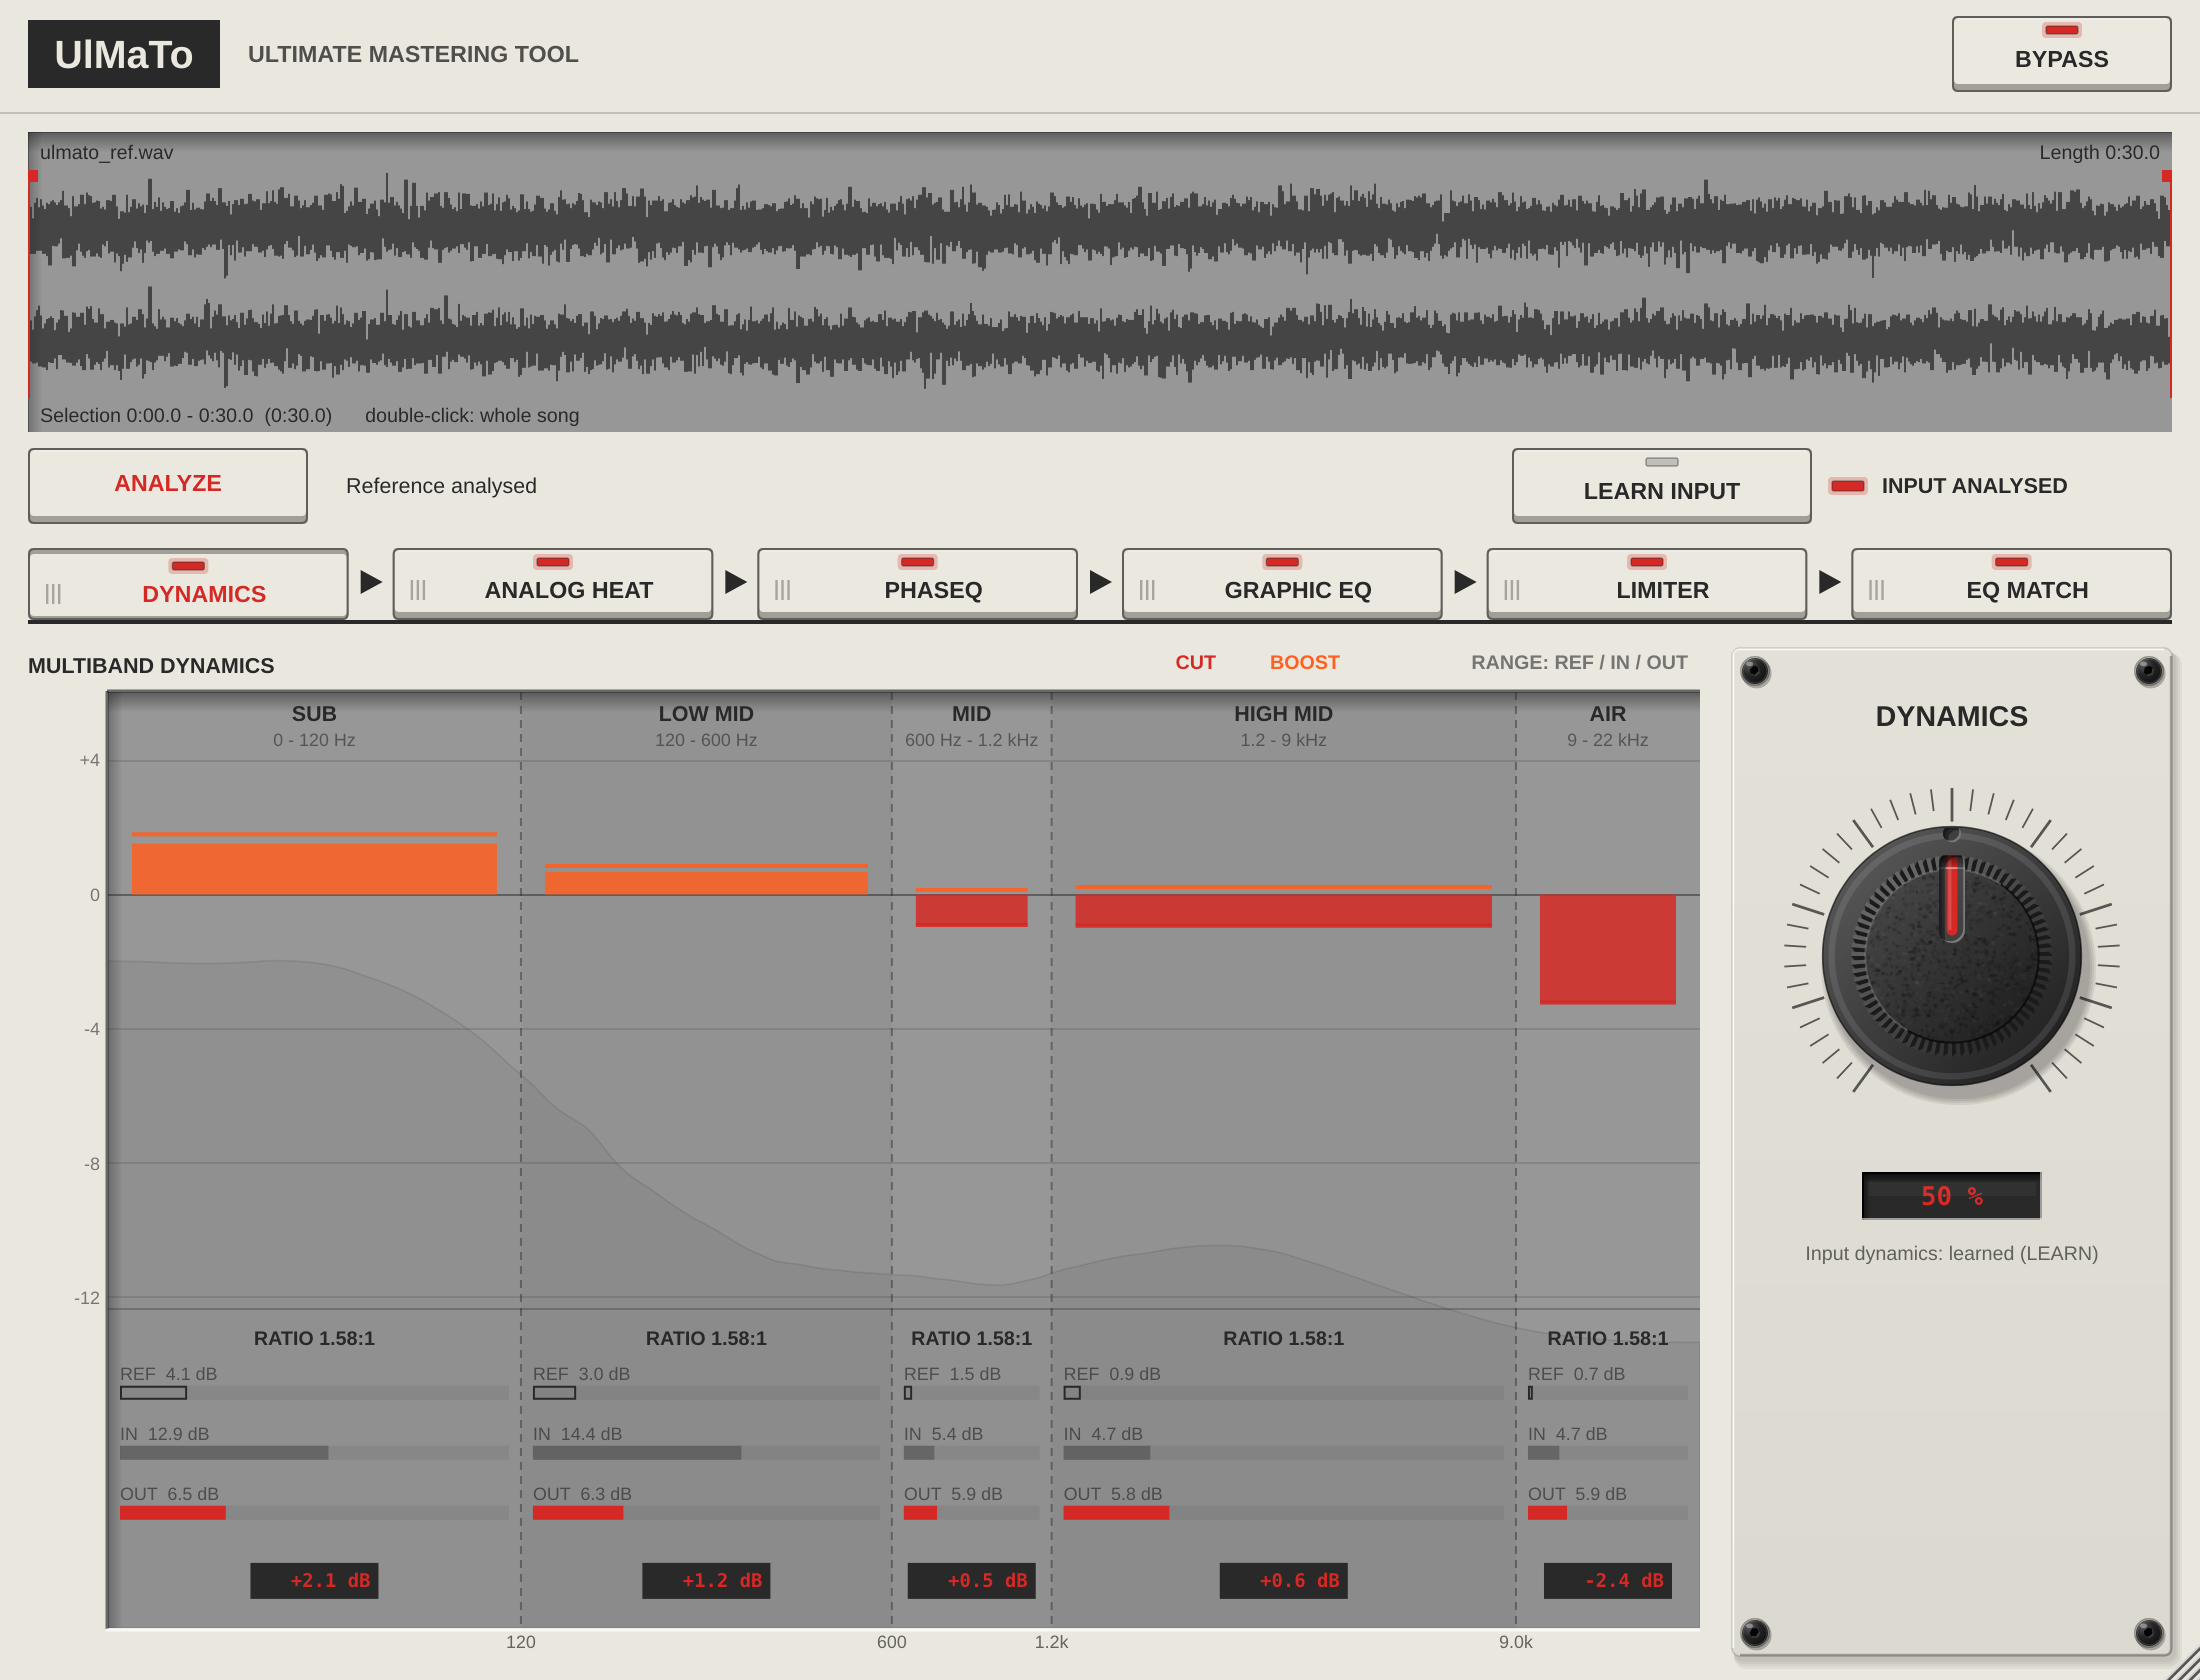 UlMaTo
ULTIMATE MASTERING TOOL
BYPASS
ulmato_ref.wav
Length 0:30.0
Selection 0:00.0 - 0:30.0 (0:30.0) double-click: whole song
ANALYZE
Reference analysed
LEARN INPUT
INPUT ANALYSED
DYNAMICS
ANALOG HEAT
PHASEQ
GRAPHIC EQ
LIMITER
EQ MATCH
MULTIBAND DYNAMICS
CUT
BOOST
RANGE: REF / IN / OUT
SUB
LOW MID
MID
HIGH MID
AIR
0 - 120 Hz
120 - 600 Hz
600 Hz - 1.2 kHz
1.2 - 9 kHz
9 - 22 kHz
+4
0
-4
-8
-12
RATIO 1.58:1
RATIO 1.58:1
RATIO 1.58:1
RATIO 1.58:1
RATIO 1.58:1
REF 4.1 dB
REF 3.0 dB
REF 1.5 dB
REF 0.9 dB
REF 0.7 dB
IN 12.9 dB
IN 14.4 dB
IN 5.4 dB
IN 4.7 dB
IN 4.7 dB
OUT 6.5 dB
OUT 6.3 dB
OUT 5.9 dB
OUT 5.8 dB
OUT 5.9 dB
+2.1 dB
+1.2 dB
+0.5 dB
+0.6 dB
-2.4 dB
120
600
1.2k
9.0k
DYNAMICS
50 %
Input dynamics: learned (LEARN)